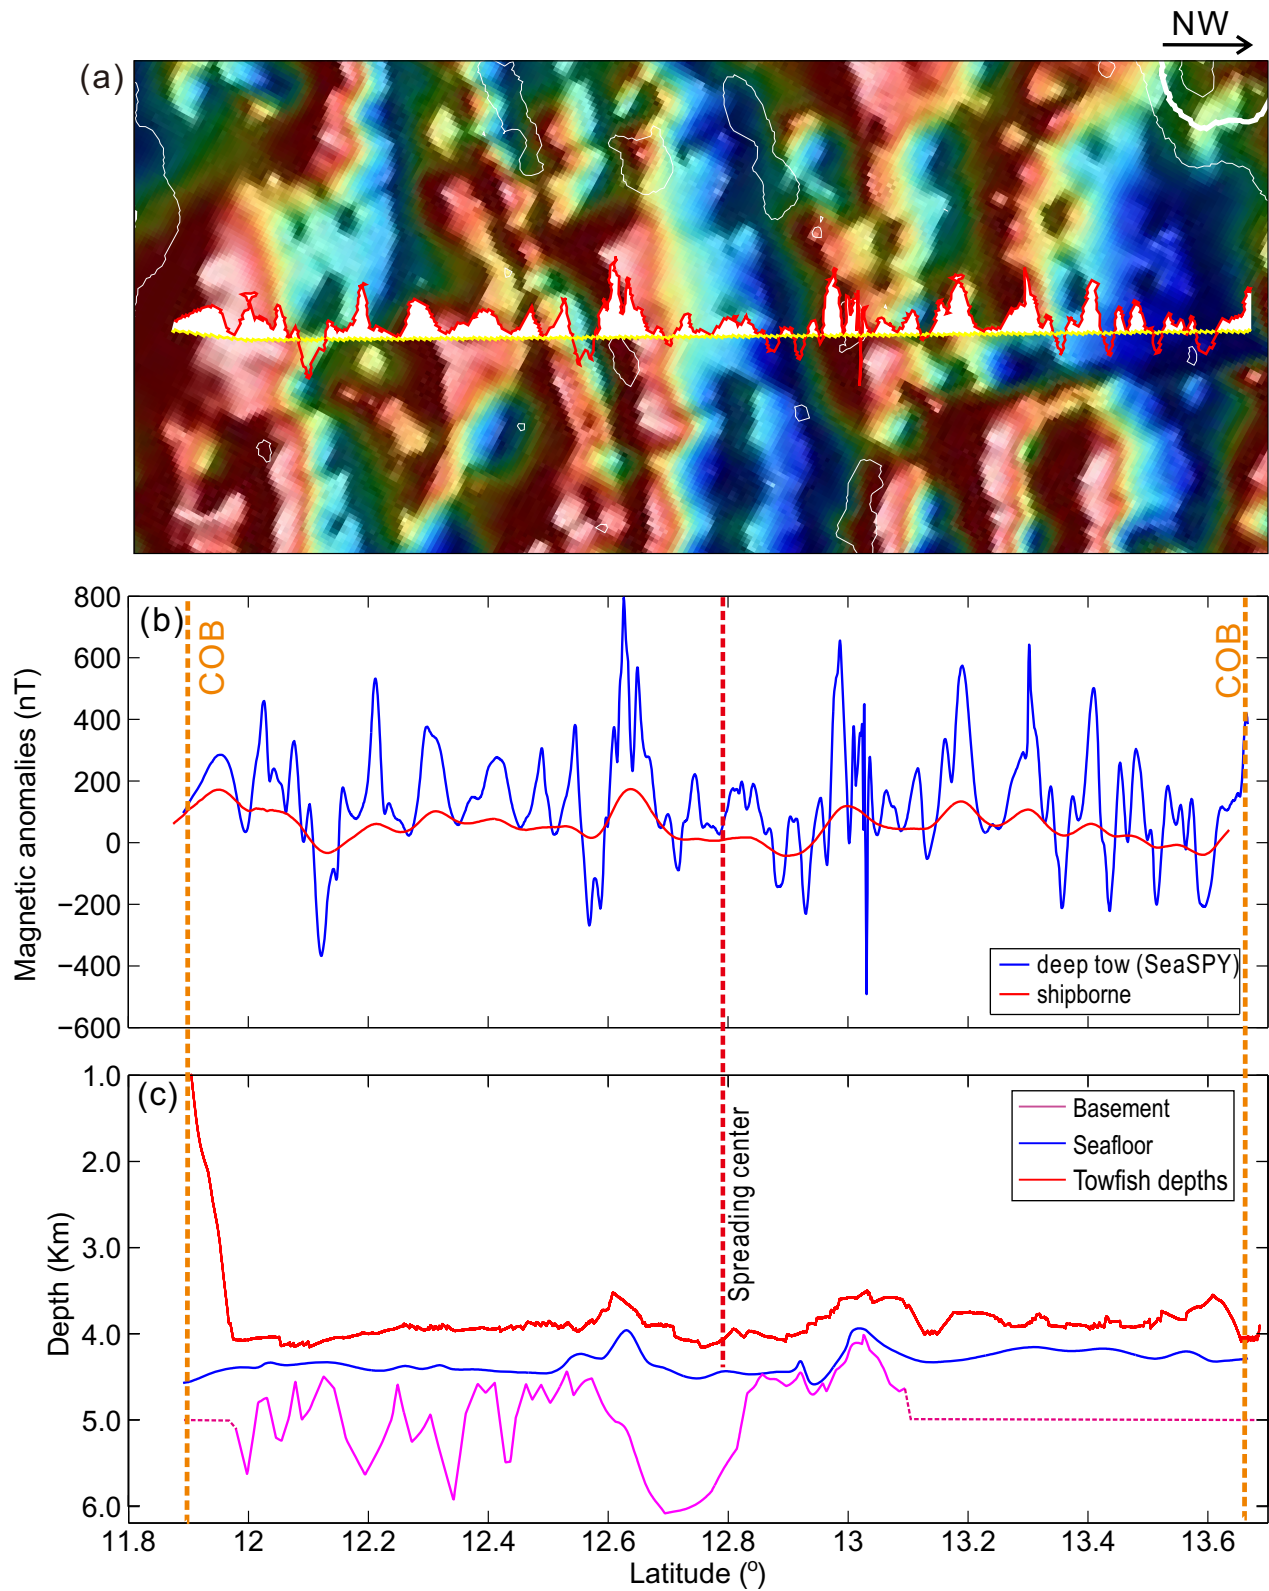 NW
(a)
800
600
400
200
0
−200
−400
−600
Magnetic anomalies (nT)
(b)
COB
COB
deep tow (SeaSPY)
shipborne
1.0
2.0
3.0
4.0
5.0
6.0
Depth (Km)
(c)
Spreading center
Basement
Seafloor
Towfish depths
11.8 12 12.2 12.4 12.6 12.8 13 13.2 13.4 13.6
Latitude (o)